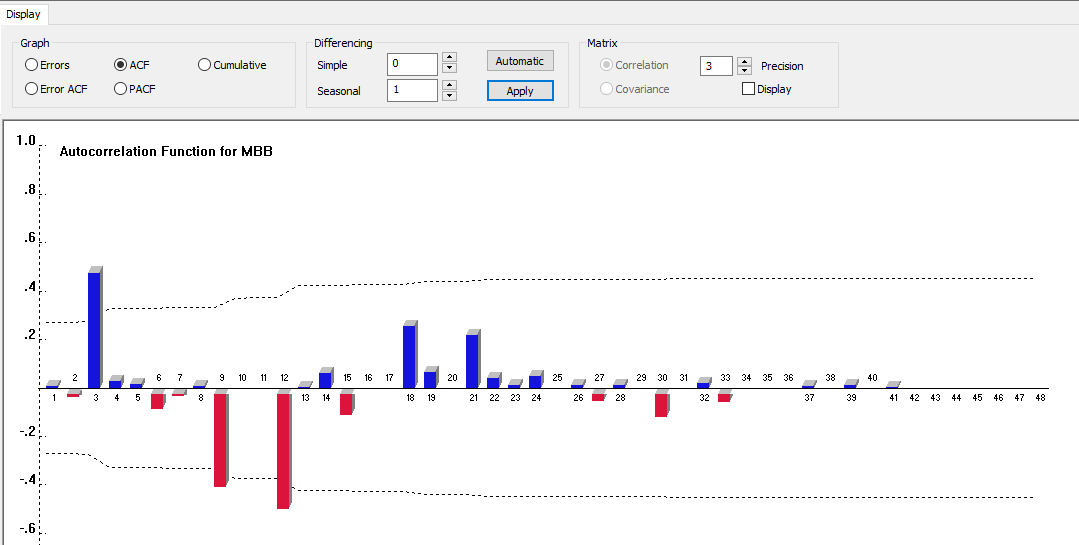 Display
Graph
Errors ACF Cumulative
Error ACF PACF
Differencing
Simple 0 Automatic
Seasonal 1 Apply
Matrix
Correlation 3 Precision
Covariance Display
Autocorrelation Function for MBB
1.0
.8
.6
.4
.2
-.2
-.4
-.6
2 6 7 9 10 11 12 15 16 17 20 25 27 29 30 31 33 34 35 36 38 40
1 3 4 5 8 13 14 18 19 21 22 23 24 26 28 32 37 39 41 42 43 44 45 46 47 48